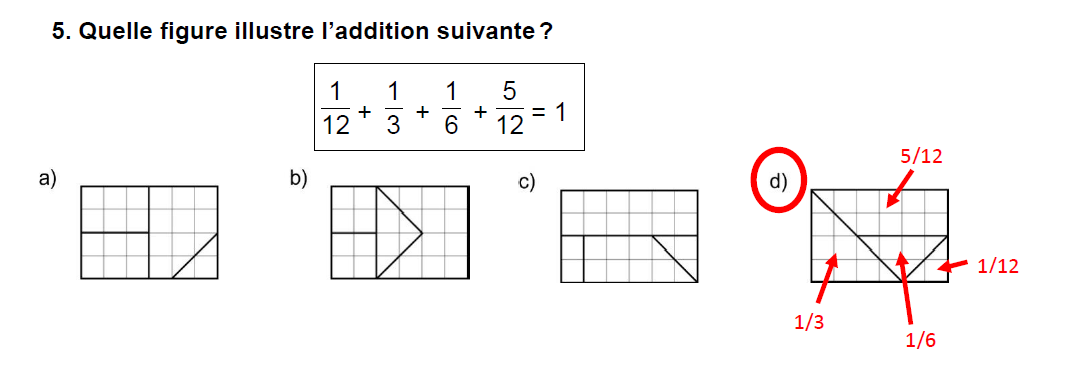 5. Quelle figure illustre l’addition suivante ?
1/12 + 1/3 + 1/6 + 5/12 = 1
a)
b)
c)
d)
5/12
1/12
1/3
1/6